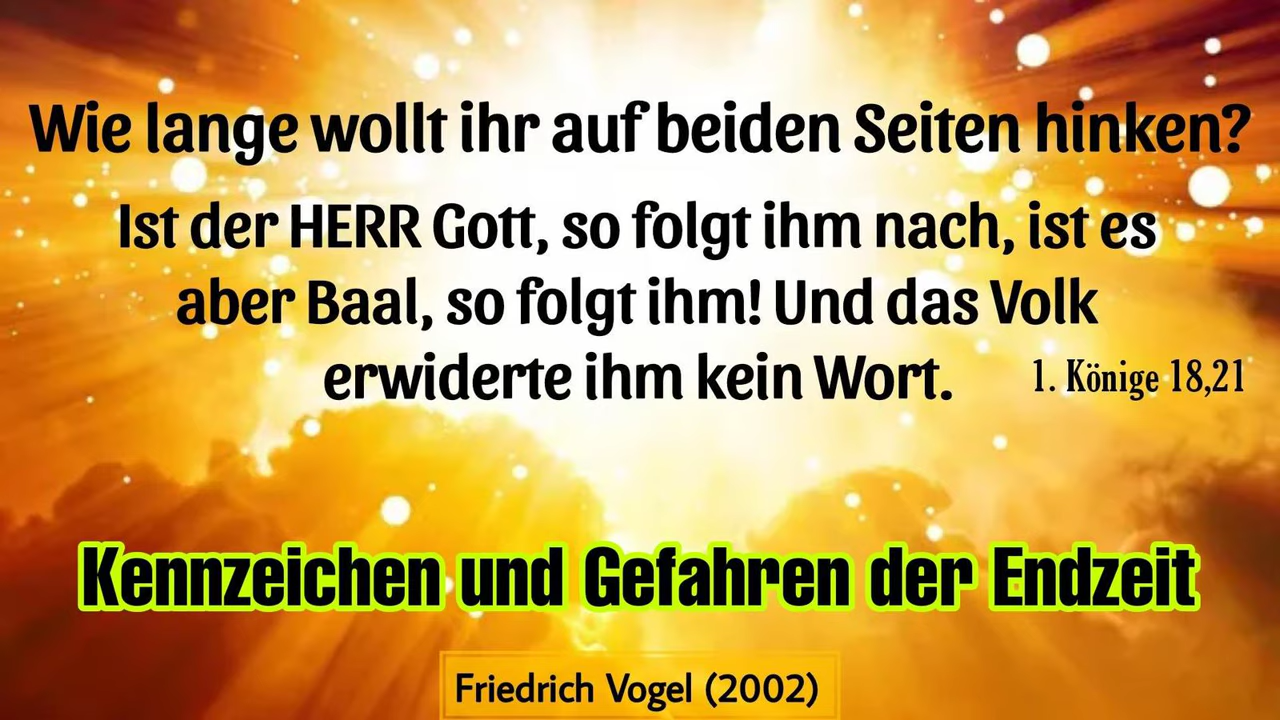 Wie lange wollt ihr auf beiden Seiten hinken?
Ist der HERR Gott, so folgt ihm nach, ist es
aber Baal, so folgt ihm! Und das Volk
erwiderte ihm kein Wort.
1. Könige 18,21
Kennzeichen und Gefahren der Endzeit
Friedrich Vogel (2002)